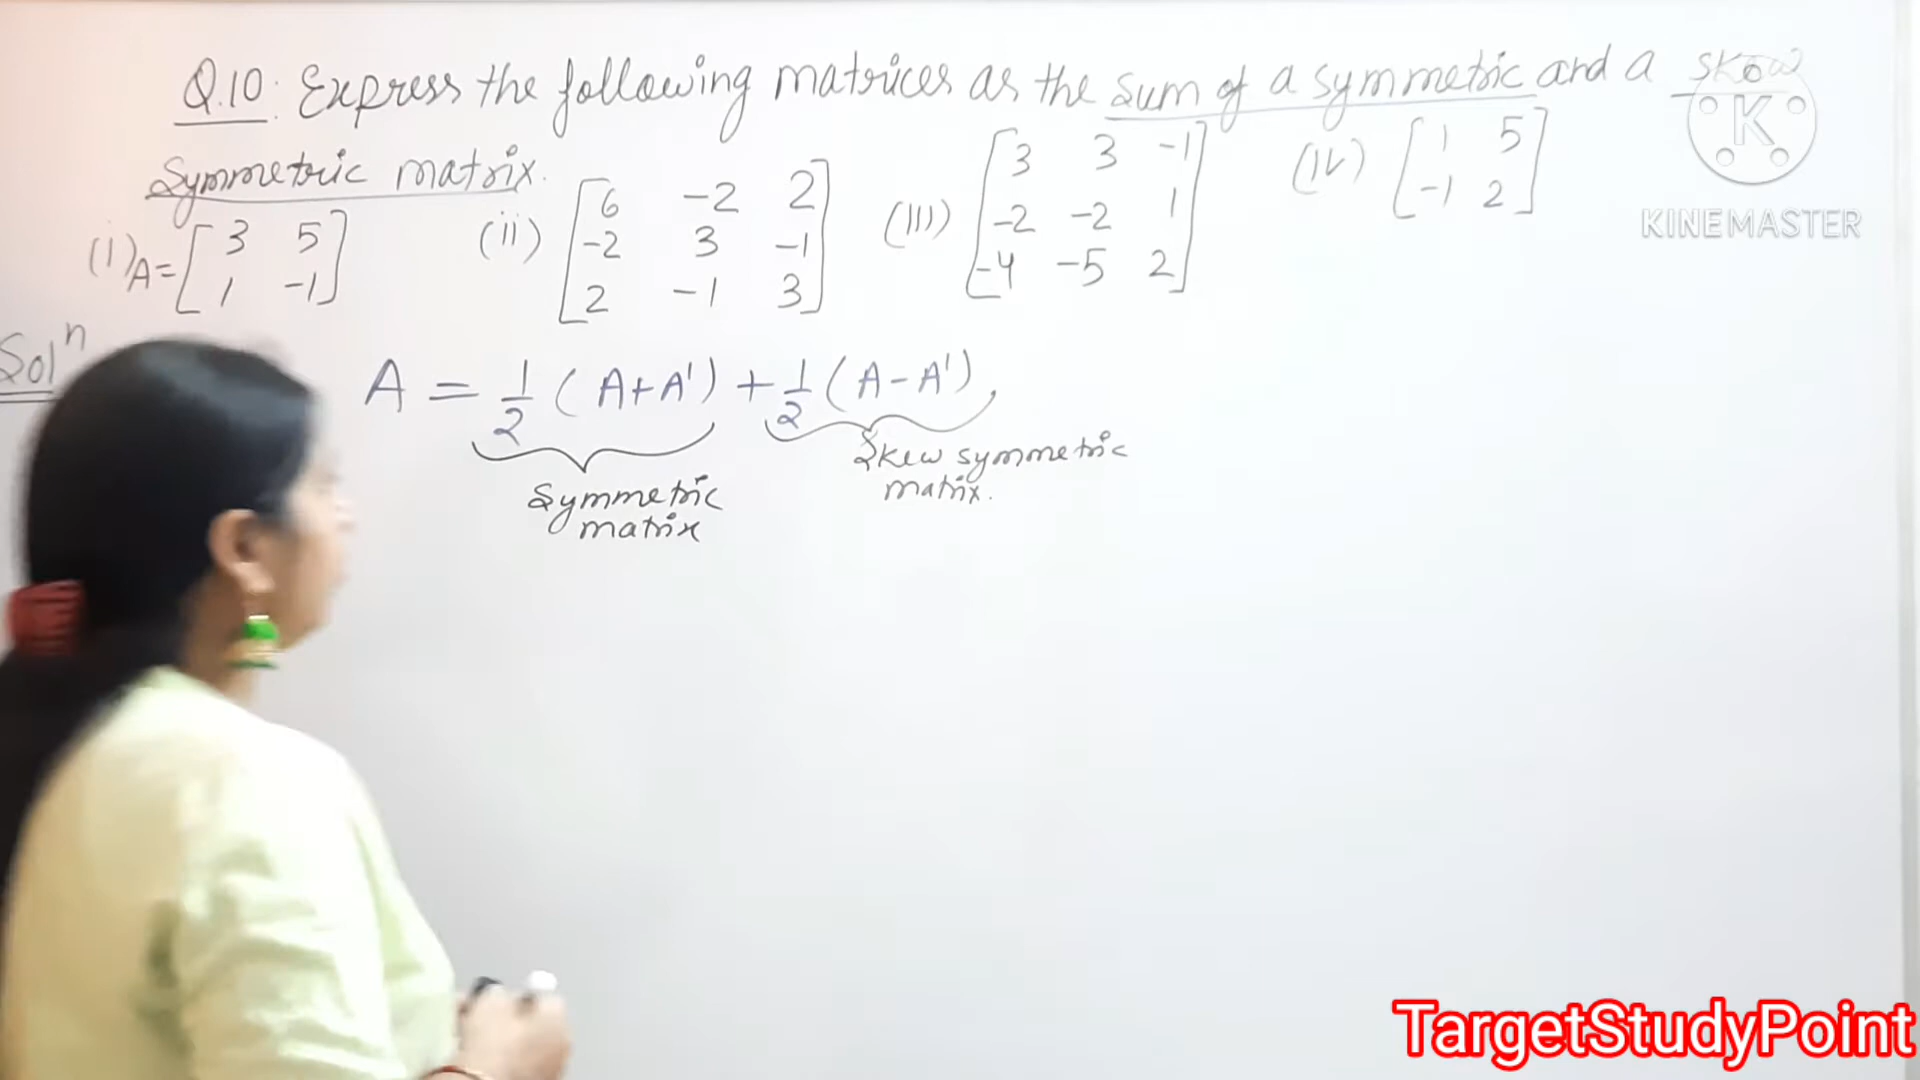 Q.10: Express the following matrices as the sum of a symmetric and a skew
Symmetric matrix.
(i) A = [ 3 5
1 -1 ]
(ii) [ 6 -2 2
-2 3 -1
2 -1 3 ]
(III) [ 3 3 -1
-2 -2 1
-4 -5 2 ]
(IV) [ 1 5
-1 2 ]
K
KINEMASTER
Solⁿ
A = 1/2 (A+A') + 1/2 (A-A'),
Symmetric
matrix
Skew symmetric
matrix.
TargetStudyPoint